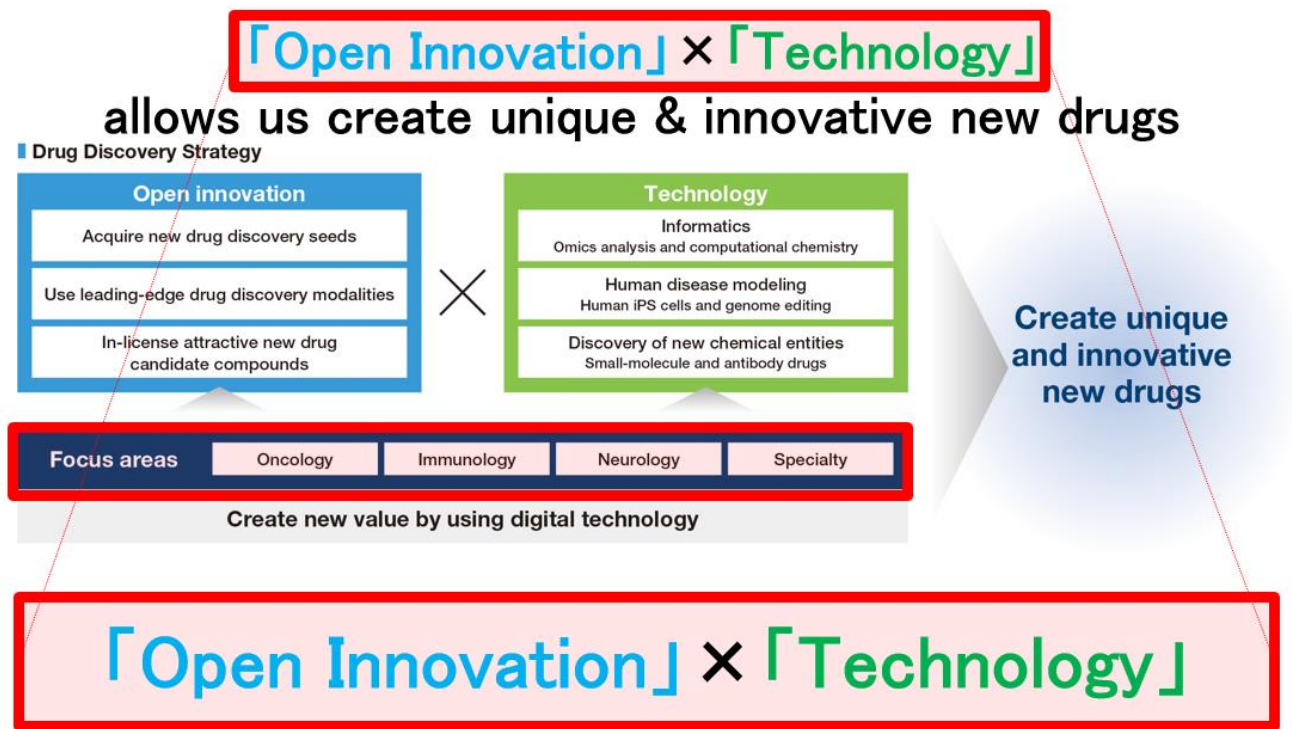 「Open Innovation」×「Technology」
allows us create unique & innovative new drugs
Drug Discovery Strategy
Open innovation
Acquire new drug discovery seeds
Use leading-edge drug discovery modalities
In-license attractive new drug
candidate compounds
×
Technology
Informatics
Omics analysis and computational chemistry
Human disease modeling
Human iPS cells and genome editing
Discovery of new chemical entities
Small-molecule and antibody drugs
Create unique
and innovative
new drugs
Focus areas
Oncology
Immunology
Neurology
Specialty
Create new value by using digital technology
「Open Innovation」×「Technology」